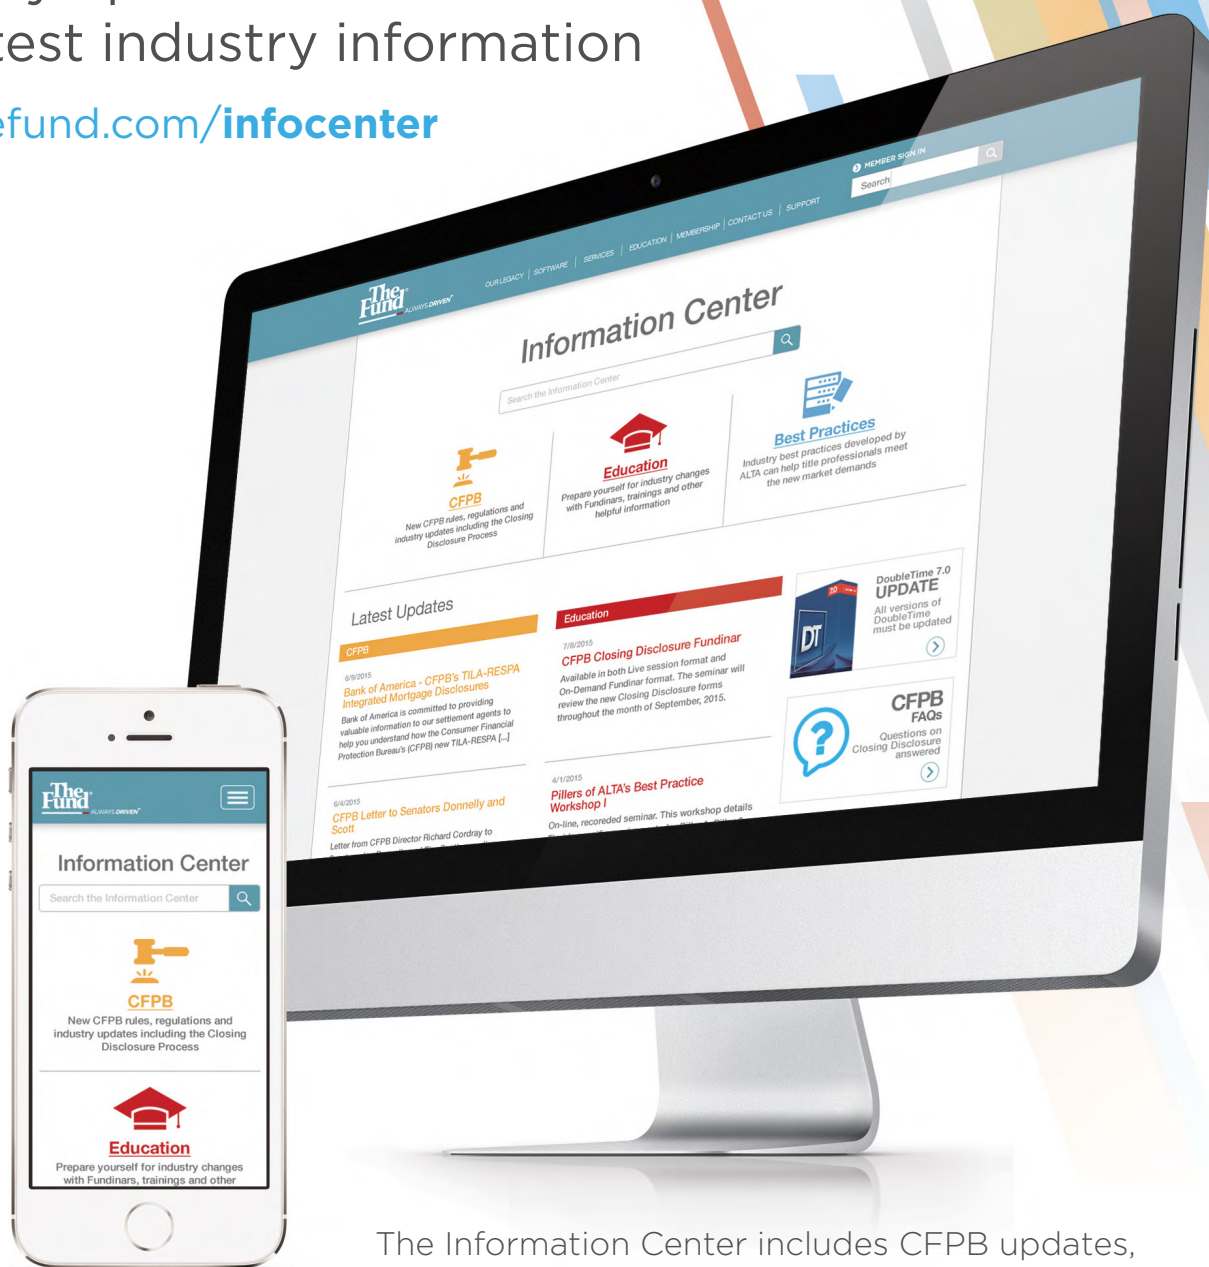 test industry information
efund.com/infocenter
MEMBER SIGN IN
Search
The
Fund
ALWAYS DRIVEN
OUR LEGACY | SOFTWARE | SERVICES | EDUCATION | MEMBERSHIP | CONTACT US | SUPPORT
Information Center
Search the Information Center
CFPB
New CFPB rules, regulations and
industry updates including the Closing
Disclosure Process
Education
Prepare yourself for industry changes
with Fundinars, trainings and other
helpful information
Best Practices
Industry best practices developed by
ALTA can help title professionals meet
the new market demands
Latest Updates
CFPB
6/9/2015
Bank of America - CFPB's TILA-RESPA
Integrated Mortgage Disclosures
Bank of America is committed to providing
valuable information to our settlement agents to
help you understand how the Consumer Financial
Protection Bureau's (CFPB) new TILA-RESPA [...]
6/4/2015
CFPB Letter to Senators Donnelly and
Scott
Letter from CFPB Director Richard Cordray to
Education
7/8/2015
CFPB Closing Disclosure Fundinar
Available in both Live session format and
On-Demand Fundinar format. The seminar will
review the new Closing Disclosure forms
throughout the month of September, 2015.
4/1/2015
Pillers of ALTA's Best Practice
Workshop I
On-line, recoreded seminar. This workshop details
7.0
DT
DoubleTime 7.0
UPDATE
All versions of
DoubleTime
must be updated
CFPB
FAQs
Questions on
Closing Disclosure
answered
The
Fund
ALWAYS DRIVEN
Information Center
Search the Information Center
CFPB
New CFPB rules, regulations and
industry updates including the Closing
Disclosure Process
Education
Prepare yourself for industry changes
with Fundinars, trainings and other
The Information Center includes CFPB updates,